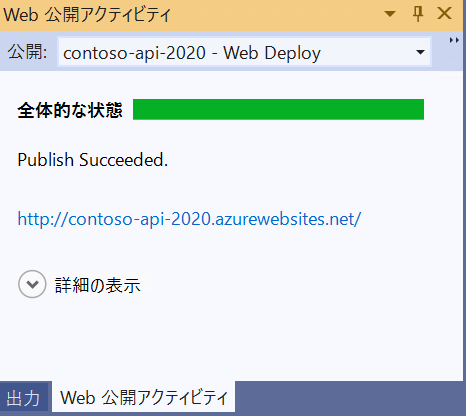 Web 公開アクティビティ
公開: contoso-api-2020 - Web Deploy
全体的な状態
Publish Succeeded.
http://contoso-api-2020.azurewebsites.net/
詳細の表示
出力 Web 公開アクティビティ